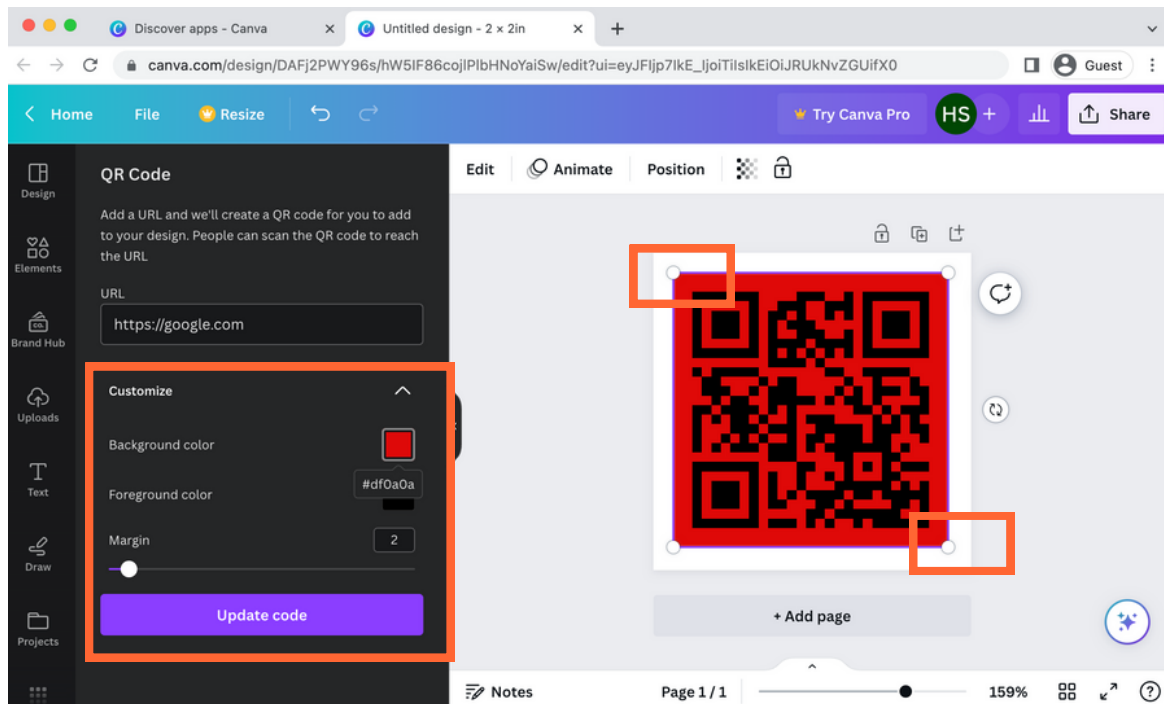 Discover apps - Canva
Untitled design - 2 × 2in
canva.com/design/DAFj2PWY96s/hW5IF86cojlPlbHNoYaiSw/edit?ui=eyJFIjp7IkE_IjoiTilsIkEiOiJRUkNvZGUifX0
Guest
Home
File
Resize
Try Canva Pro
HS
Share
Design
Elements
CO.
Brand Hub
Uploads
Text
Draw
Projects
QR Code
Add a URL and we'll create a QR code for you to add
to your design. People can scan the QR code to reach
the URL
URL
https://google.com
Customize
Background color
#df0a0a
Foreground color
Margin
2
Update code
Edit
Animate
Position
+ Add page
Notes
Page 1 / 1
159%